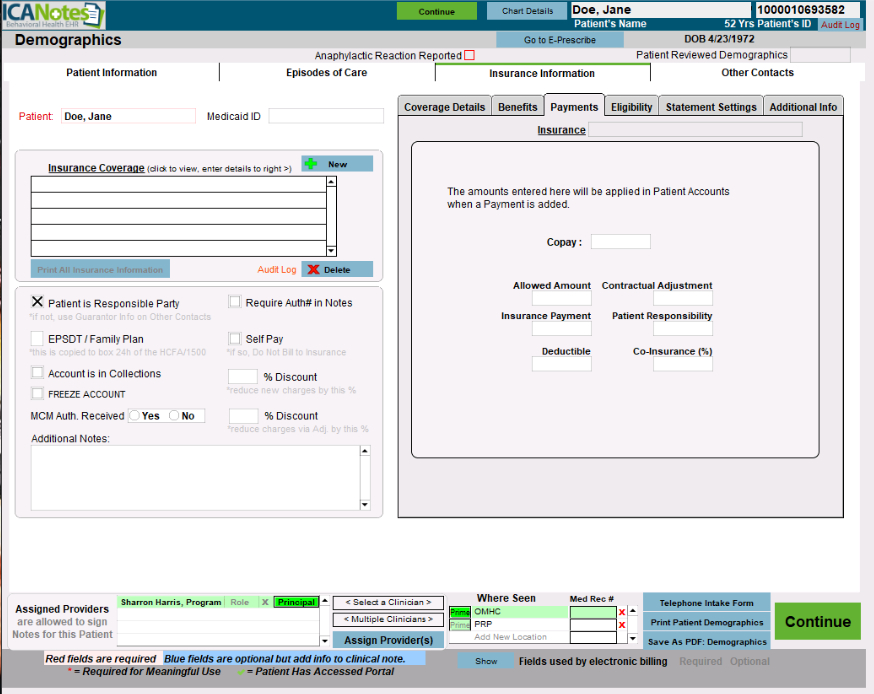 ICANotes
Behavioral Health EHR
Continue
Chart Details
Doe, Jane
1000010693582
Patient's Name
52 Yrs Patient's ID
Audit Log
Demographics
Go to E-Prescribe
DOB 4/23/1972
Anaphylactic Reaction Reported
Patient Reviewed Demographics
Patient Information
Episodes of Care
Insurance Information
Other Contacts
Patient:
Doe, Jane
Medicaid ID
Insurance Coverage (click to view, enter details to right >)
New
Print All Insurance Information
Audit Log
X Delete
Patient is Responsible Party
*if not, use Guarantor Info on Other Contacts
Require Auth# in Notes
EPSDT / Family Plan
*this is copied to box 24h of the HCFA/1500
Self Pay
*if so, Do Not Bill to Insurance
Account is in Collections
% Discount
*reduce new charges by this %
FREEZE ACCOUNT
MCM Auth. Received
Yes
No
% Discount
*reduce charges via Adj. by this %
Additional Notes:
Coverage Details
Benefits
Payments
Eligibility
Statement Settings
Additional Info
Insurance
The amounts entered here will be applied in Patient Accounts
when a Payment is added.
Copay :
Allowed Amount
Contractual Adjustment
Insurance Payment
Patient Responsibility
Deductible
Co-Insurance (%)
Assigned Providers
are allowed to sign
Notes for this Patient
Sharron Harris, Program
Role
X
Principal
< Select a Clinician >
< Multiple Clinicians >
Assign Provider(s)
Where Seen
Med Rec #
Prime
OMHC
X
Prime
PRP
X
Add New Location
Telephone Intake Form
Print Patient Demographics
Save As PDF: Demographics
Continue
Red fields are required
Blue fields are optional but add info to clinical note.
* = Required for Meaningful Use
= Patient Has Accessed Portal
Show
Fields used by electronic billing
Required
Optional